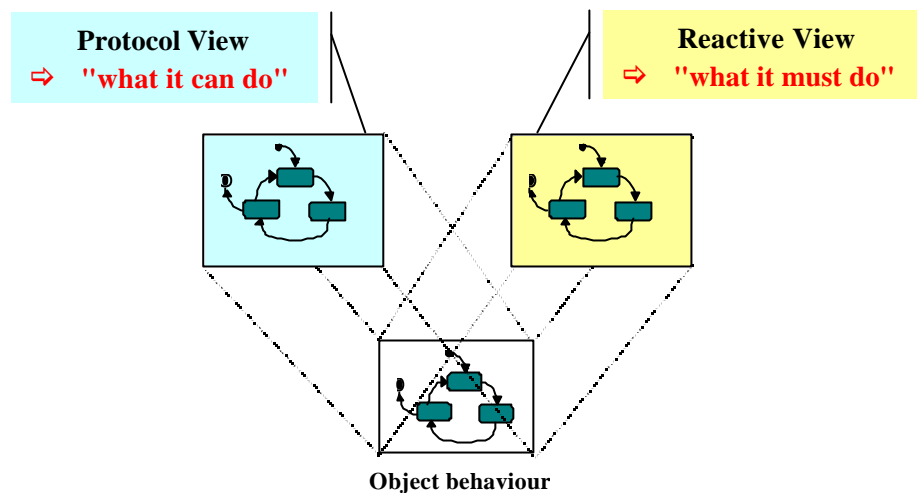 Protocol View
⇨ "what it can do"
Reactive View
⇨ "what it must do"
Object behaviour